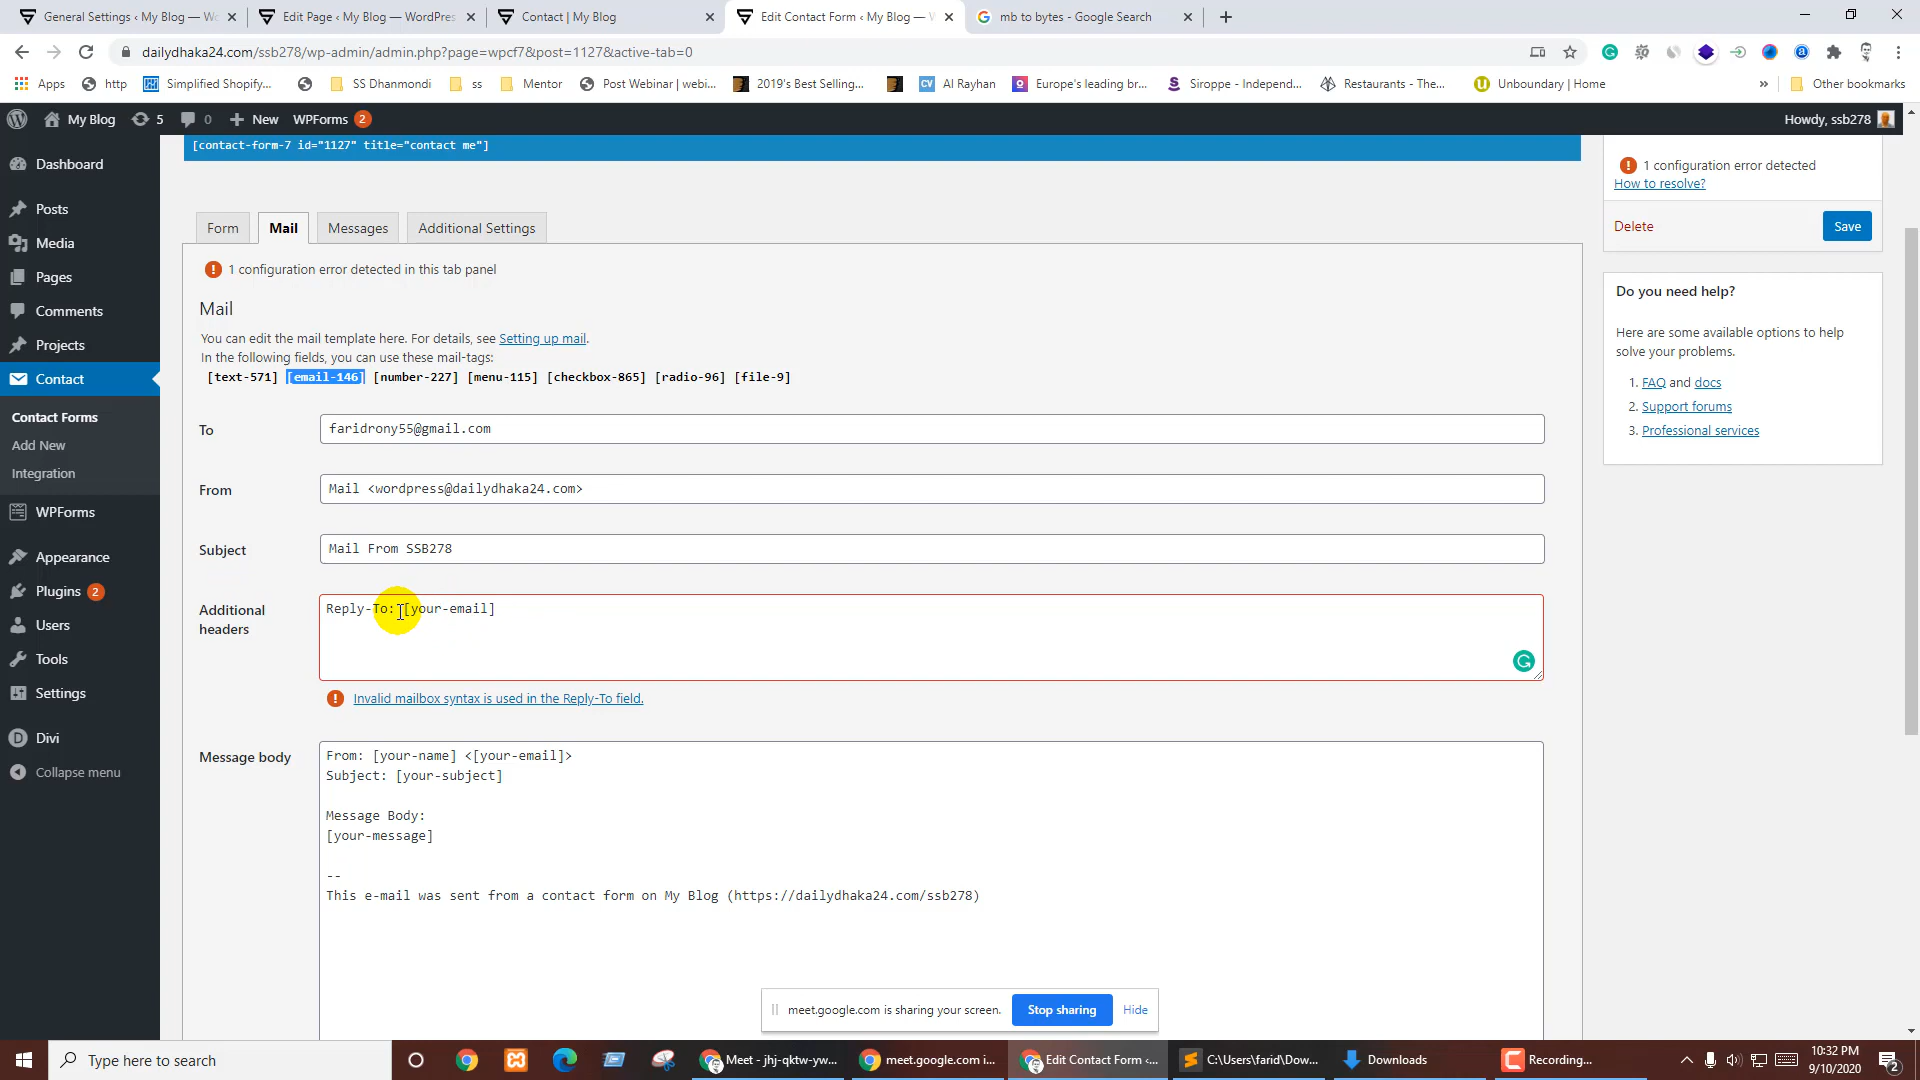 General Settings ‹ My Blog — Wo
Edit Page ‹ My Blog — WordPres
Contact | My Blog
Edit Contact Form ‹ My Blog — W
mb to bytes - Google Search
dailydhaka24.com/ssb278/wp-admin/admin.php?page=wpcf7&post=1127&active-tab=0
Apps
http
Simplified Shopify...
SS Dhanmondi
ss
Mentor
Post Webinar (webi...
2019's Best Selling...
CV
Al Rayhan
Europe's leading br...
Siroppe - Independ...
Restaurants - The...
Unboundary | Home
»
Other bookmarks
My Blog
5
0
New
WPForms
2
Howdy, ssb278
Dashboard
Posts
Media
Pages
Comments
Projects
Contact
Contact Forms
Add New
Integration
WPForms
Appearance
Plugins
2
Users
Tools
Settings
Divi
Collapse menu
[contact-form-7 id="1127" title="contact me"]
Form
Mail
Messages
Additional Settings
1 configuration error detected in this tab panel
Mail
You can edit the mail template here. For details, see Setting up mail.
In the following fields, you can use these mail-tags:
[text-571] [email-146] [number-227] [menu-115] [checkbox-865] [radio-96] [file-9]
To
faridrony55@gmail.com
From
Mail <wordpress@dailydhaka24.com>
Subject
Mail From SSB278
Additional headers
Reply-To: [your-email]
Invalid mailbox syntax is used in the Reply-To field.
Message body
From: [your-name] <[your-email]>
Subject: [your-subject]
Message Body:
[your-message]
--
This e-mail was sent from a contact form on My Blog (https://dailydhaka24.com/ssb278)
1 configuration error detected
How to resolve?
Delete
Save
Do you need help?
Here are some available options to help
solve your problems.
1. FAQ and docs
2. Support forums
3. Professional services
meet.google.com is sharing your screen.
Stop sharing
Hide
Type here to search
Meet - jhj-qktw-yw...
meet.google.com i...
Edit Contact Form ‹...
C:\Users\farid\Dow...
Downloads
Recording...
10:32 PM
9/10/2020
2